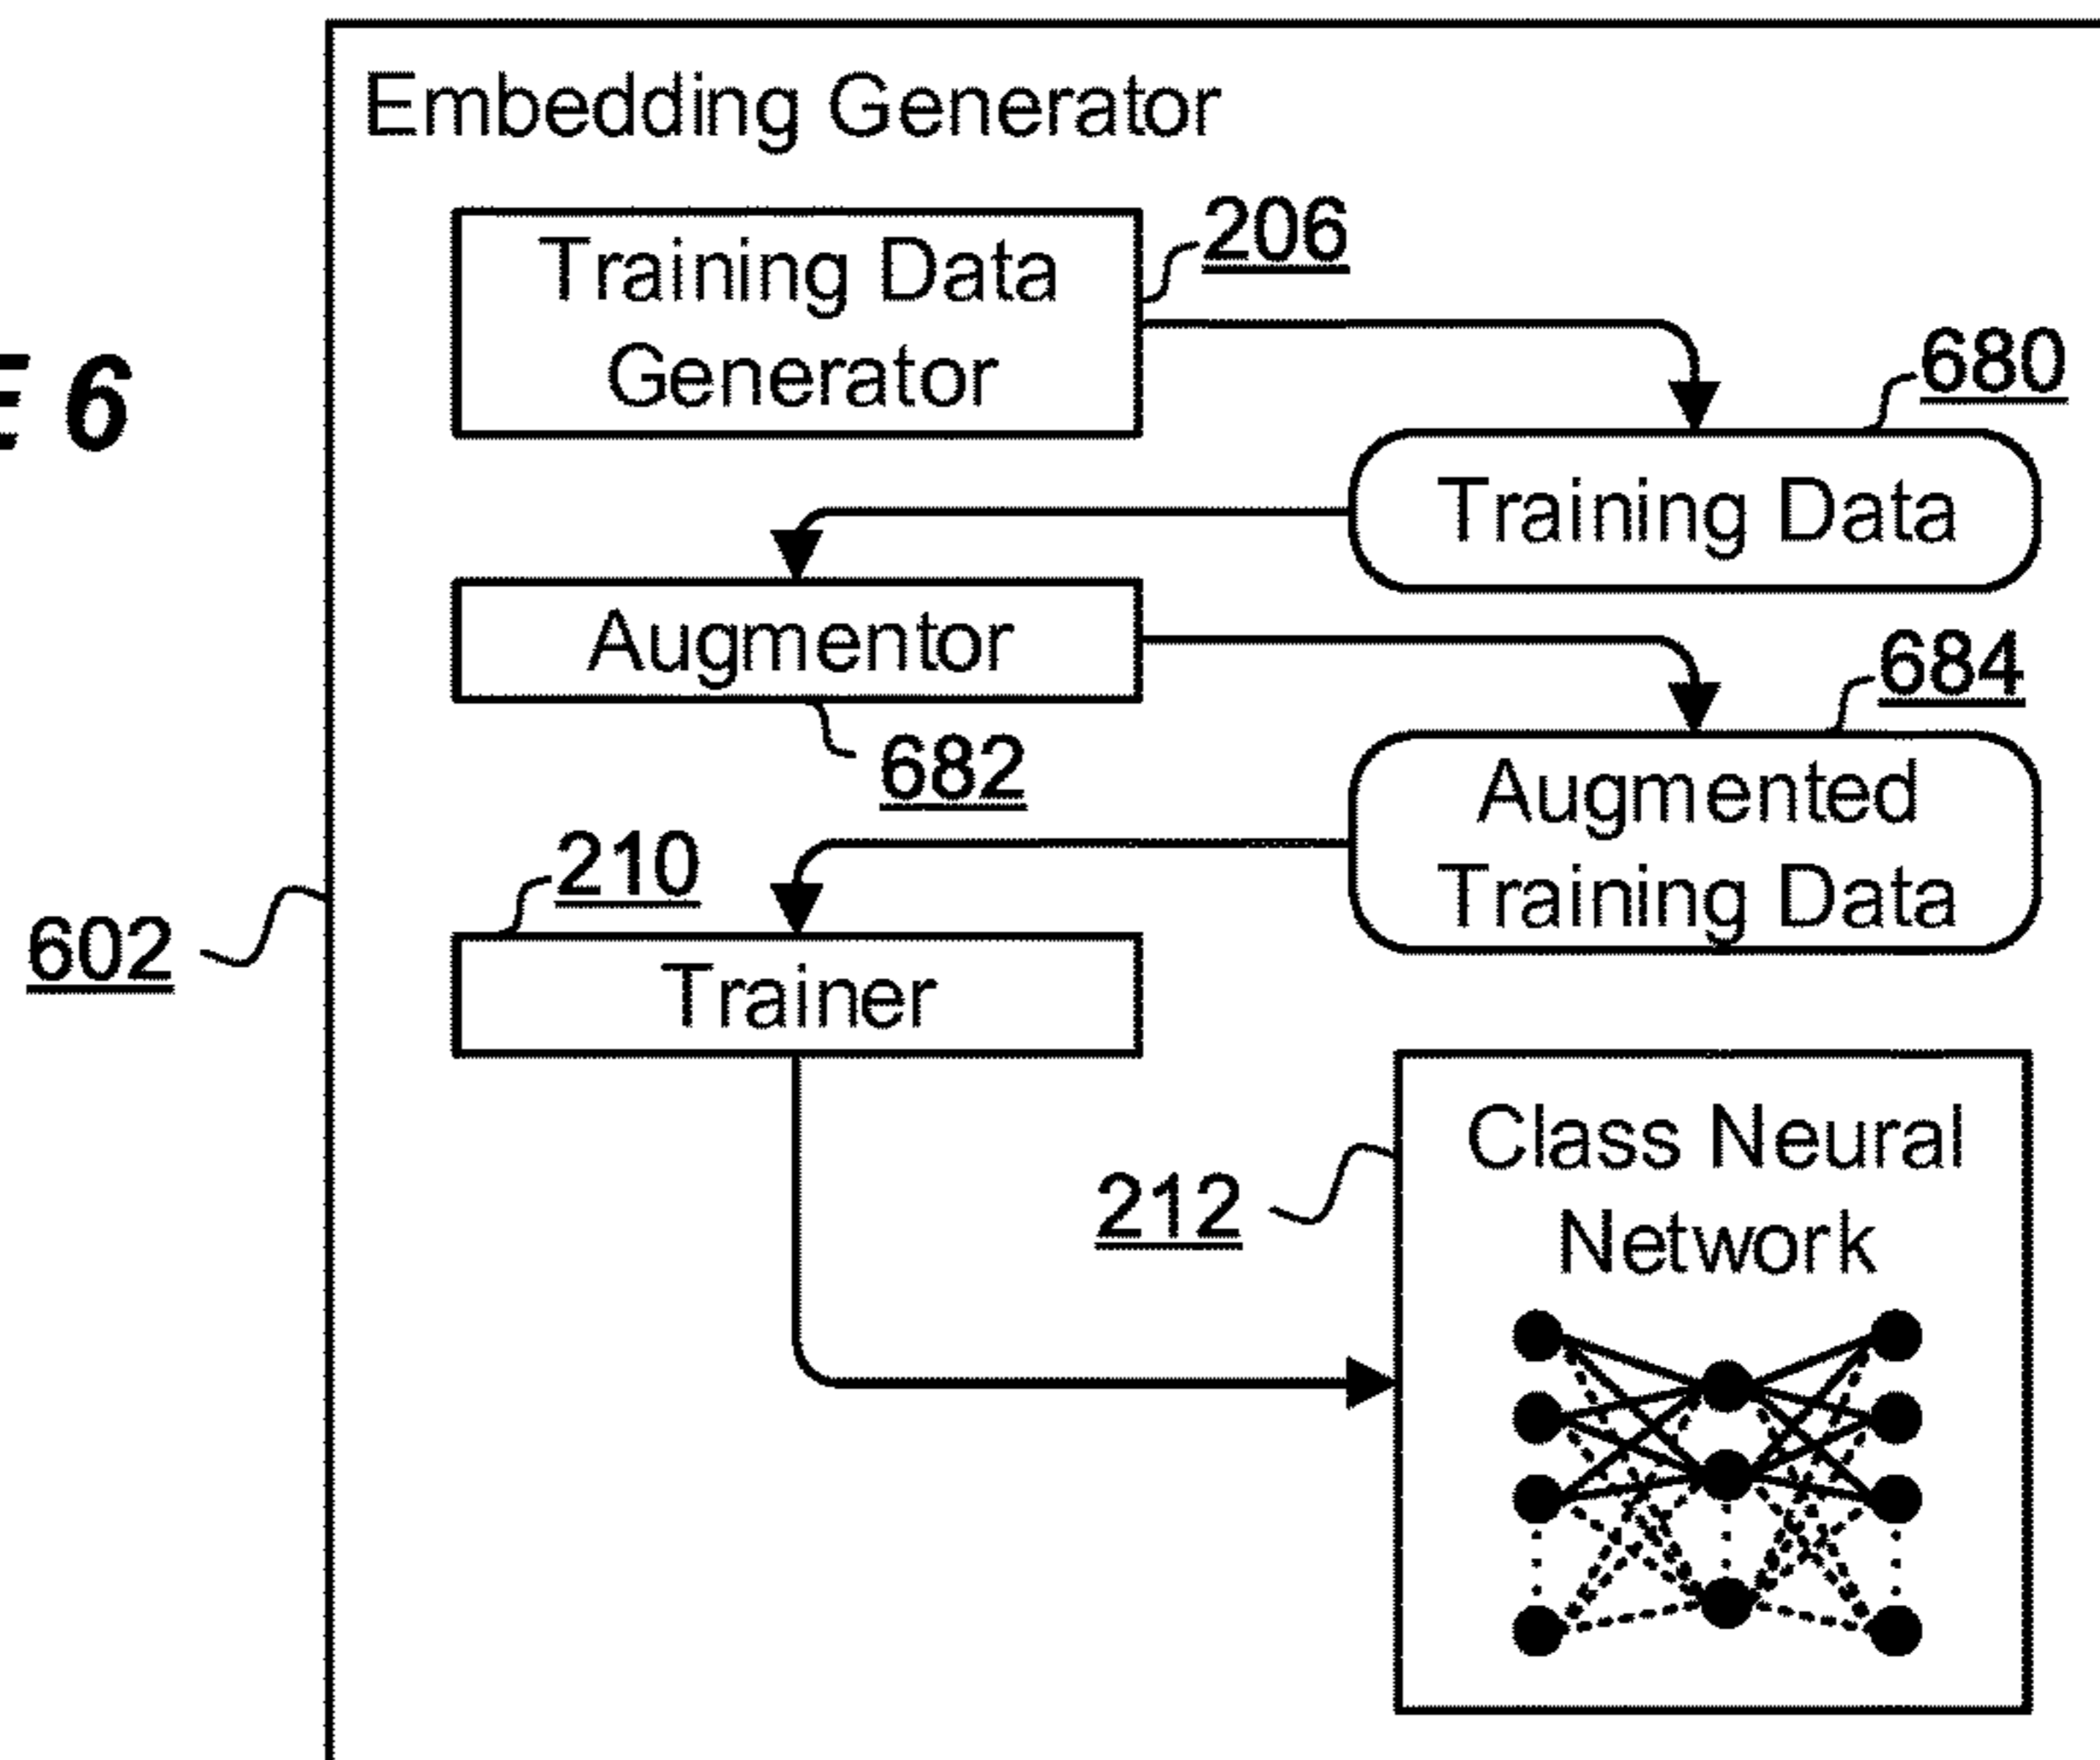 Embedding Generator
206
Training Data
Generator
E 6
680
Training Data
Augmentor
684
682
Augmented
Training Data
210
602
Trainer
Class Neural
Network
212